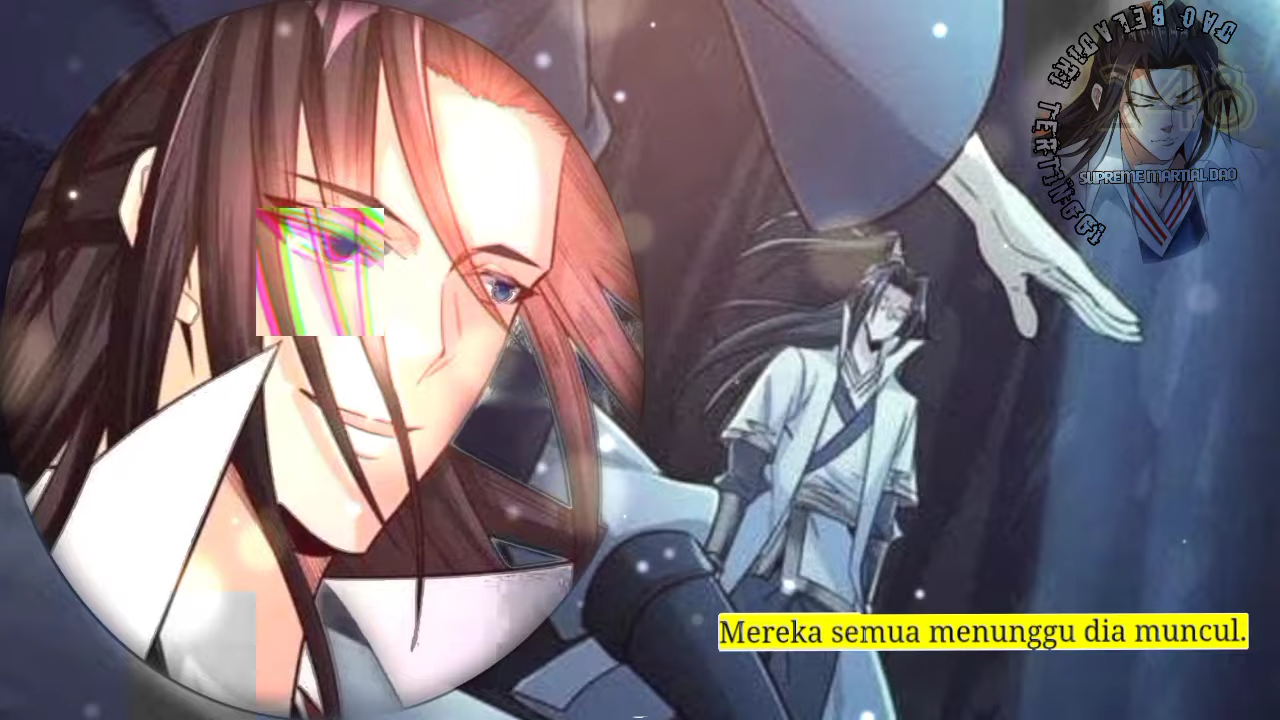 DAO BELADIRI TERTINGGI
SUPREME MARTIAL DAO
Mereka semua menunggu dia muncul.